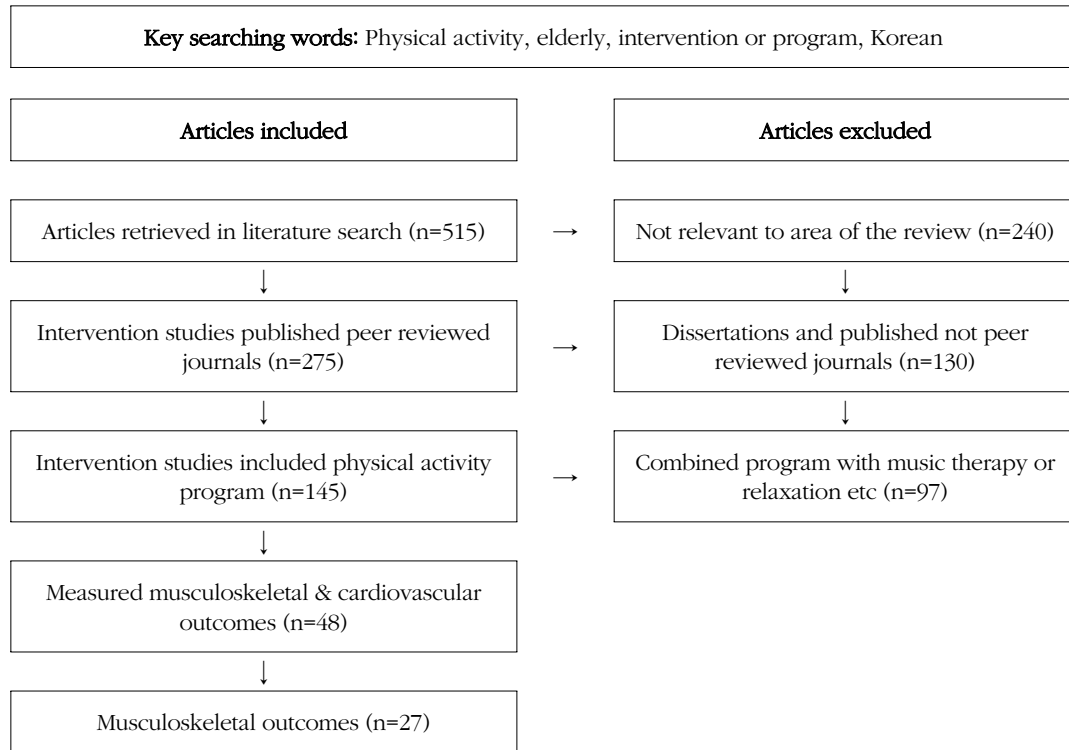 Key searching words: Physical activity, elderly, intervention or program, Korean
Articles included
Articles excluded
Articles retrieved in literature search (n=515)
→
Not relevant to area of the review (n=240)
↓
Intervention studies published peer reviewed
journals (n=275)
→
Dissertations and published not peer
reviewed journals (n=130)
↓
↓
Intervention studies included physical activity
program (n=145)
→
Combined program with music therapy or
relaxation etc (n=97)
↓
Measured musculoskeletal & cardiovascular
outcomes (n=48)
↓
Musculoskeletal outcomes (n=27)